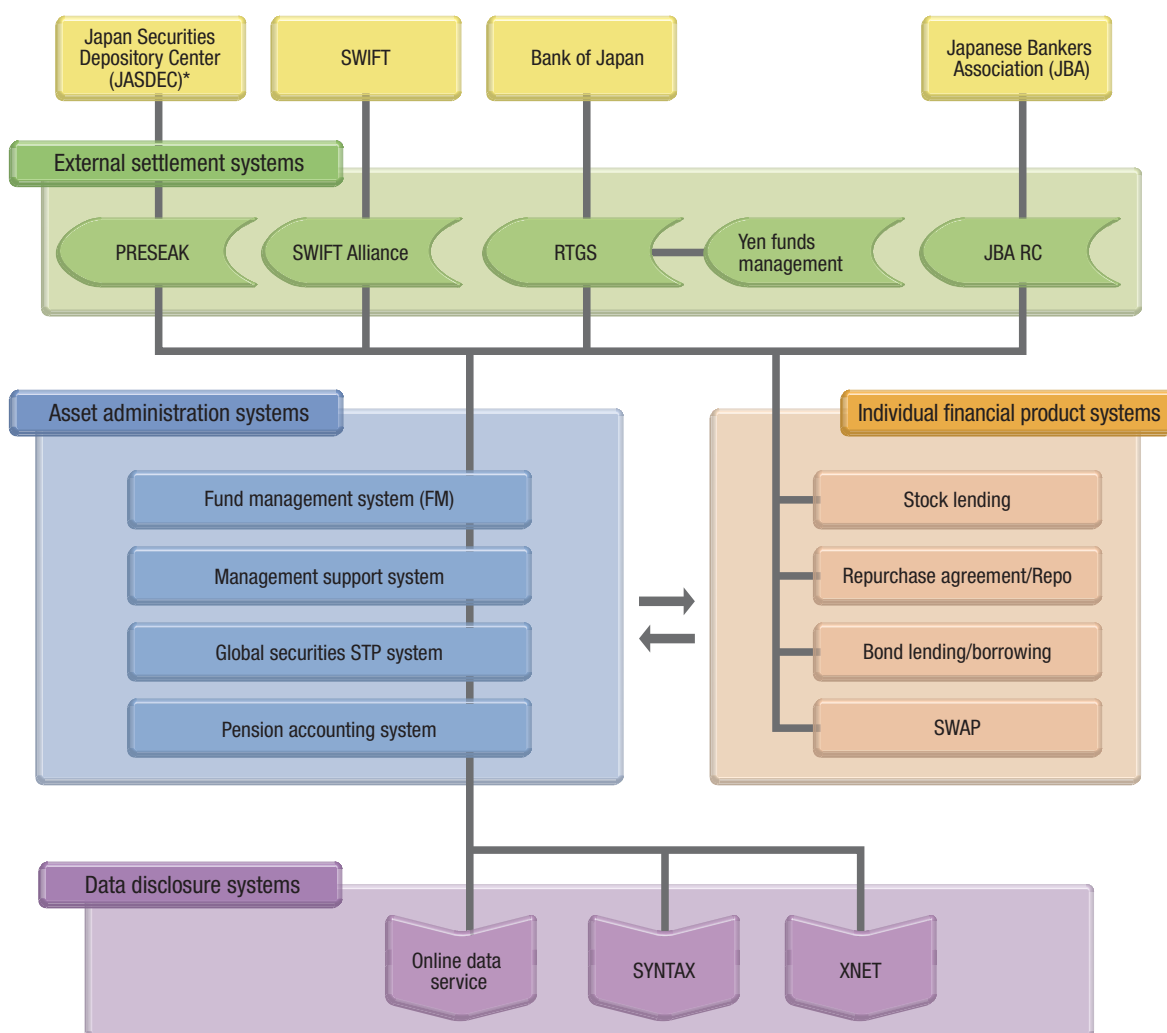 Japan Securities
Depository Center
(JASDEC)*
SWIFT
Bank of Japan
Japanese Bankers
Association (JBA)
External settlement systems
PRESEAK
SWIFT Alliance
RTGS
Yen funds
management
JBA RC
Asset administration systems
Individual financial product systems
Fund management system (FM)
Management support system
Global securities STP system
Pension accounting system
Stock lending
Repurchase agreement/Repo
Bond lending/borrowing
SWAP
Data disclosure systems
Online data
service
SYNTAX
XNET